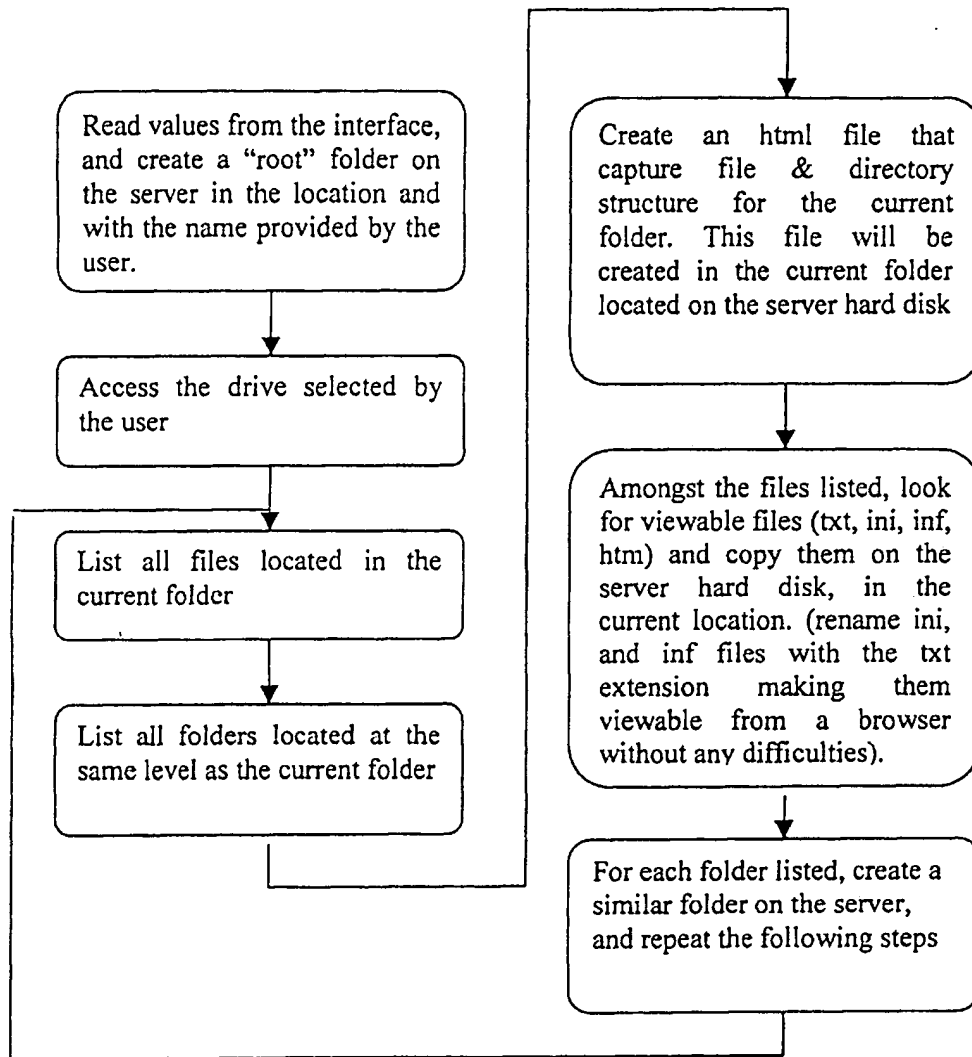 Read values from the interface,
and create a “root” folder on
the server in the location and
with the name provided by the
user.
Access the drive selected by
the user
List all files located in the
current folder
List all folders located at the
same level as the current folder
Create an html file that
capture file & directory
structure for the current
folder. This file will be
created in the current folder
located on the server hard disk
Amongst the files listed, look
for viewable files (txt, ini, inf,
htm) and copy them on the
server hard disk, in the
current location. (rename ini,
and inf files with the txt
extension making them
viewable from a browser
without any difficulties).
For each folder listed, create a
similar folder on the server,
and repeat the following steps